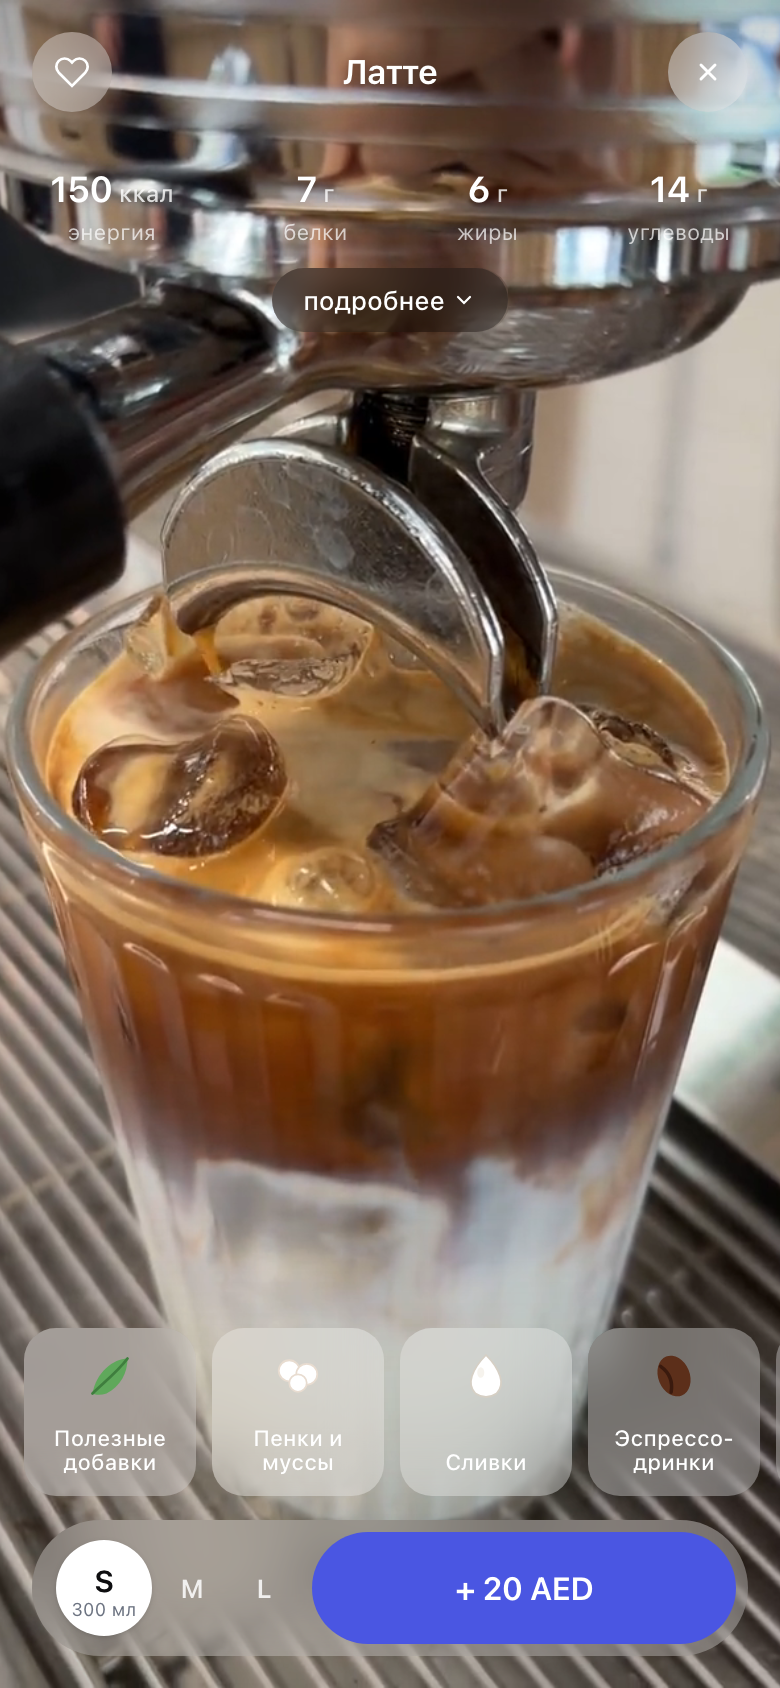 Латте
150 ккал
энергия
7 г
белки
6 г
жиры
14 г
углеводы
подробнее
Полезные
добавки
Пенки и
муссы
Сливки
Эспрессо-
дринки
S
300 мл
M
L
+ 20 AED